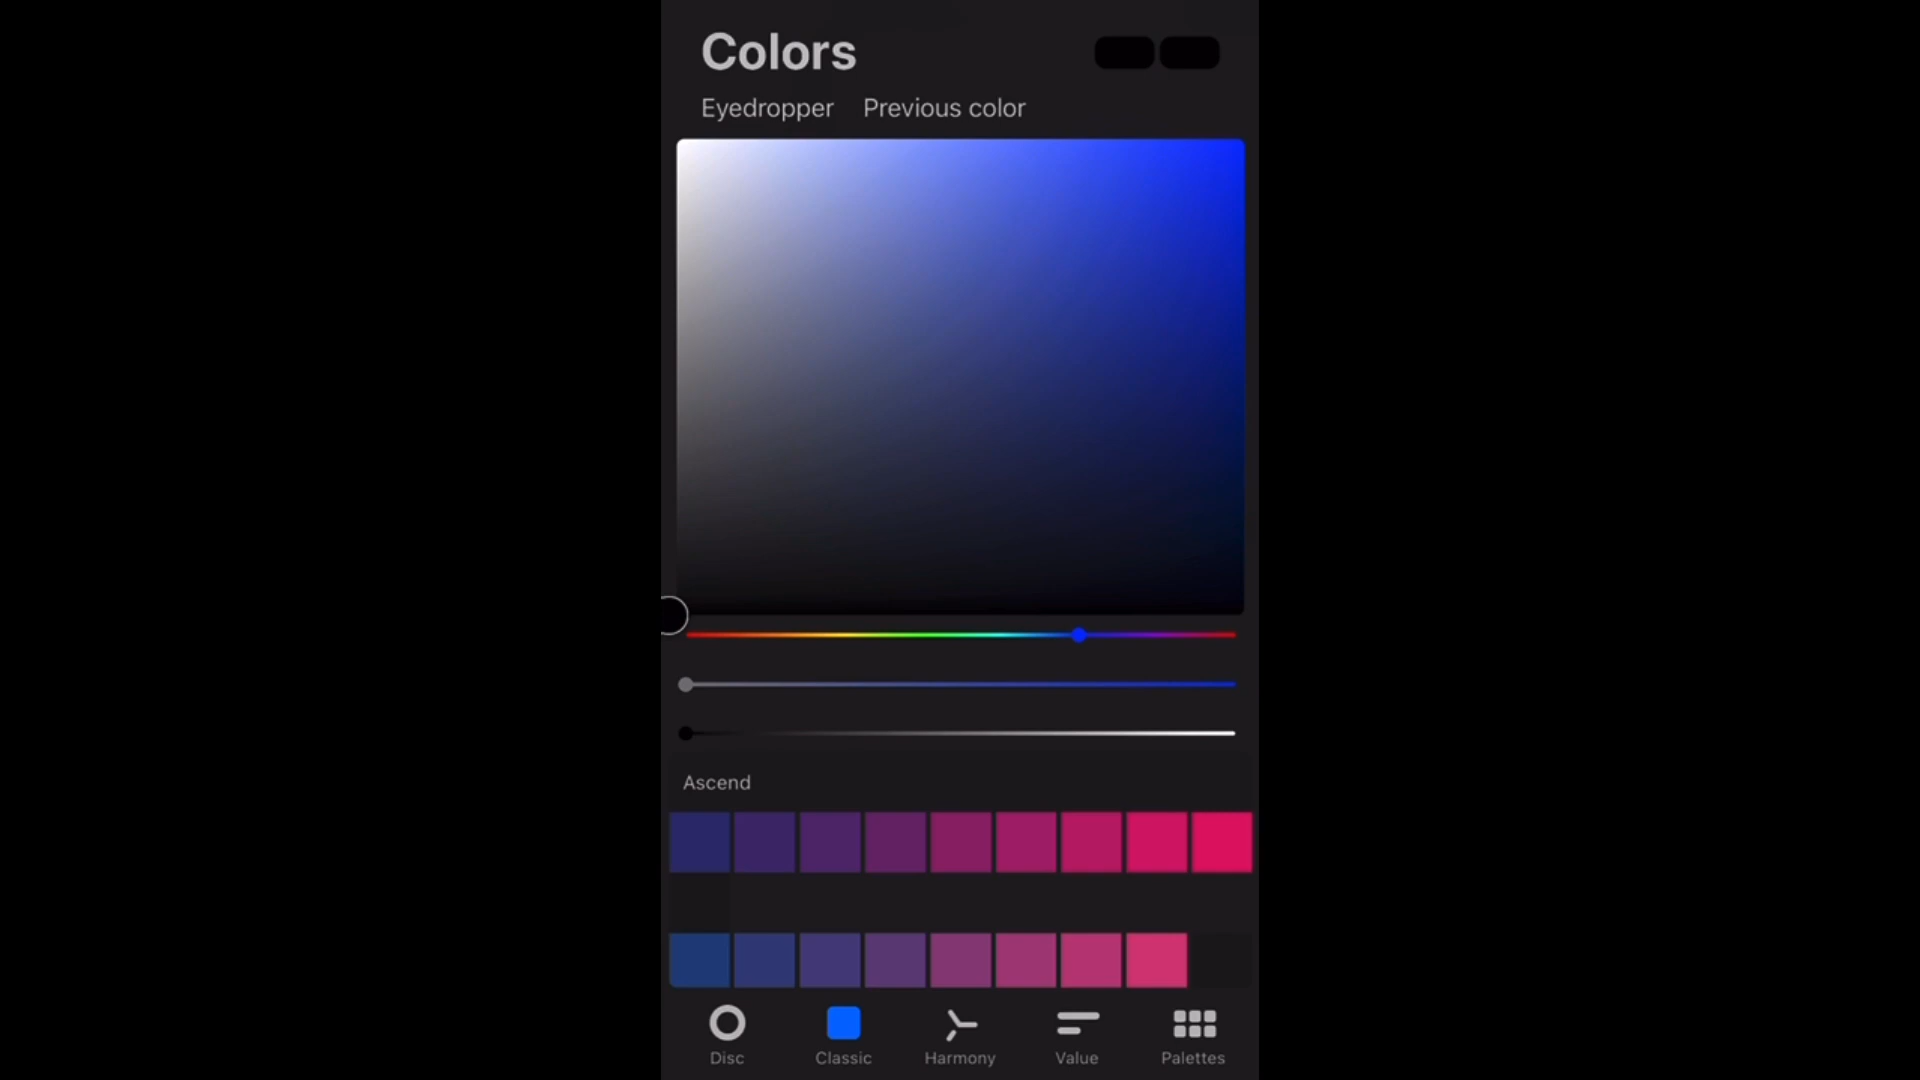 Colors
Eyedropper Previous color
Ascend
Disc Classic Harmony Value Palettes